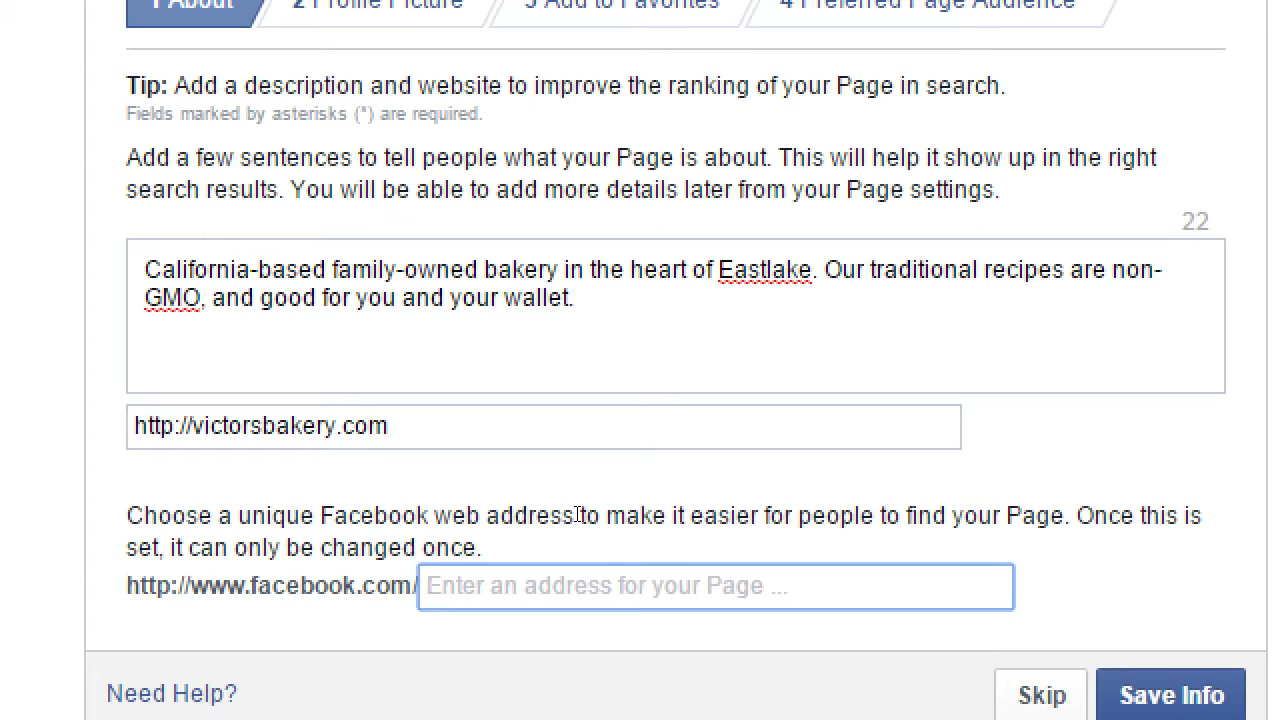 1 About 2 Profile Picture 3 Add to Favorites 4 Preferred Page Audience
Tip: Add a description and website to improve the ranking of your Page in search.
Fields marked by asterisks (*) are required.
Add a few sentences to tell people what your Page is about. This will help it show up in the right
search results. You will be able to add more details later from your Page settings.
22
California-based family-owned bakery in the heart of Eastlake. Our traditional recipes are non-
GMO, and good for you and your wallet.
http://victorsbakery.com
Choose a unique Facebook web address to make it easier for people to find your Page. Once this is
set, it can only be changed once.
http://www.facebook.com/ Enter an address for your Page ...
Need Help? Skip Save Info